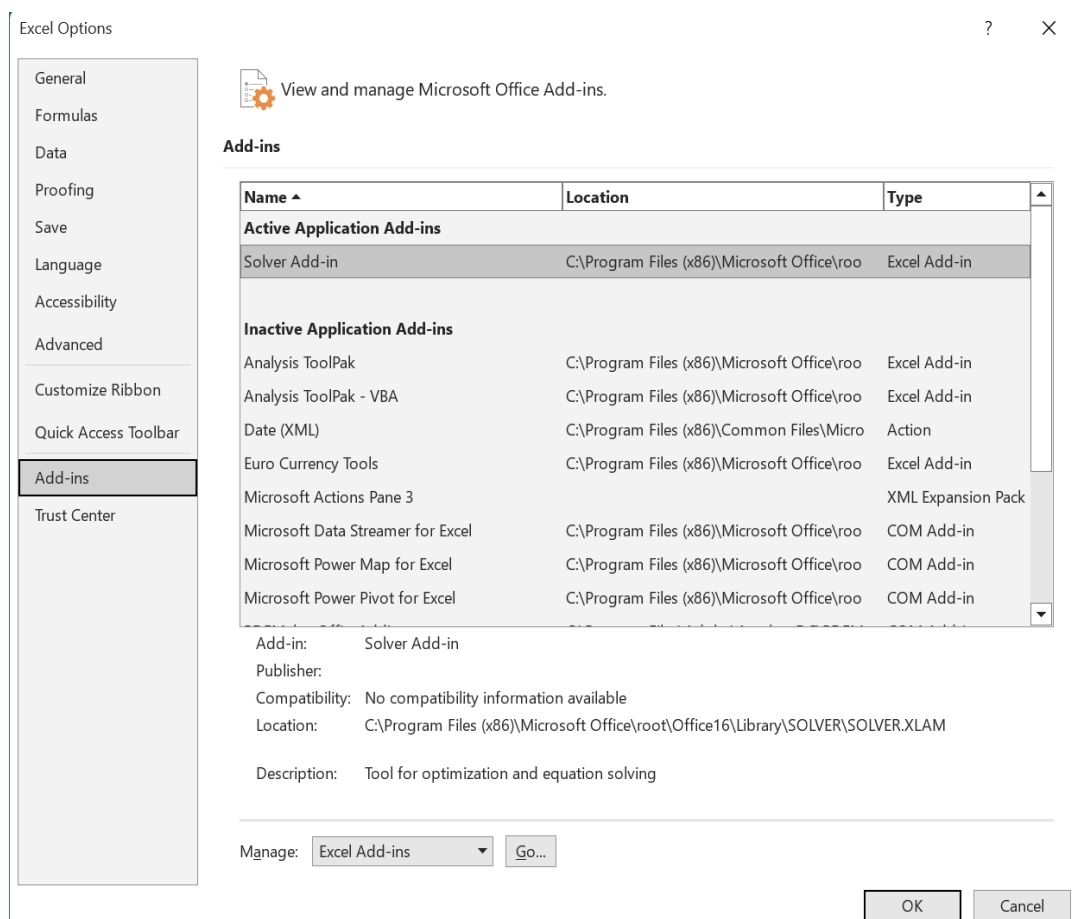 Excel Options ?
General
Formulas
Data
Proofing
Save
Language
Accessibility
Advanced
Customize Ribbon
Quick Access Toolbar
Add-ins
Trust Center
View and manage Microsoft Office Add-ins.
Add-ins
Name Location Type
Active Application Add-ins
Solver Add-in C:\Program Files (x86)\Microsoft Office\roo Excel Add-in
Inactive Application Add-ins
Analysis ToolPak C:\Program Files (x86)\Microsoft Office\roo Excel Add-in
Analysis ToolPak - VBA C:\Program Files (x86)\Microsoft Office\roo Excel Add-in
Date (XML) C:\Program Files (x86)\Common Files\Micro Action
Euro Currency Tools C:\Program Files (x86)\Microsoft Office\roo Excel Add-in
Microsoft Actions Pane 3 XML Expansion Pack
Microsoft Data Streamer for Excel C:\Program Files (x86)\Microsoft Office\roo COM Add-in
Microsoft Power Map for Excel C:\Program Files (x86)\Microsoft Office\roo COM Add-in
Microsoft Power Pivot for Excel C:\Program Files (x86)\Microsoft Office\roo COM Add-in
Add-in: Solver Add-in
Publisher:
Compatibility: No compatibility information available
Location: C:\Program Files (x86)\Microsoft Office\root\Office16\Library\SOLVER\SOLVER.XLAM
Description: Tool for optimization and equation solving
Manage: Excel Add-ins Go...
OK Cancel